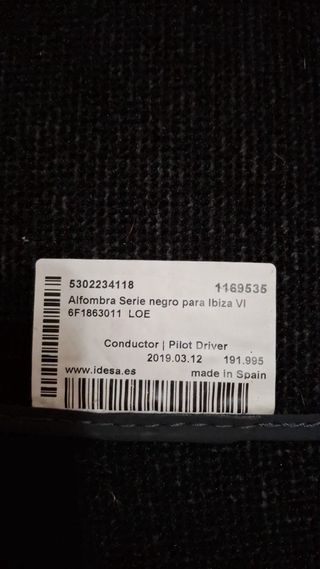 5302234118 1169535
Alfombra Serie negro para Ibiza VI
6F1863011 LOE
Conductor | Pilot Driver
2019.03.12 191.995
www.idesa.es made in Spain